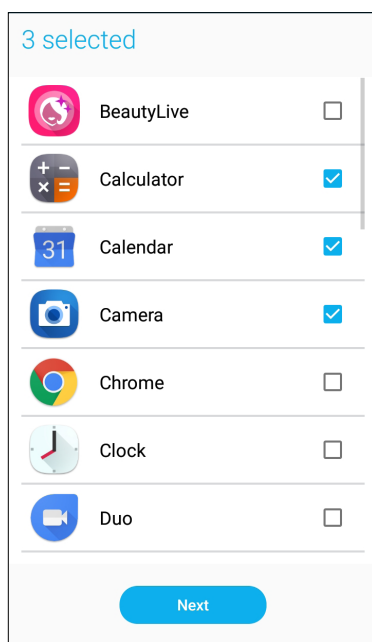 3 selected
BeautyLive
Calculator
31
Calendar
Camera
Chrome
Clock
Duo
Next